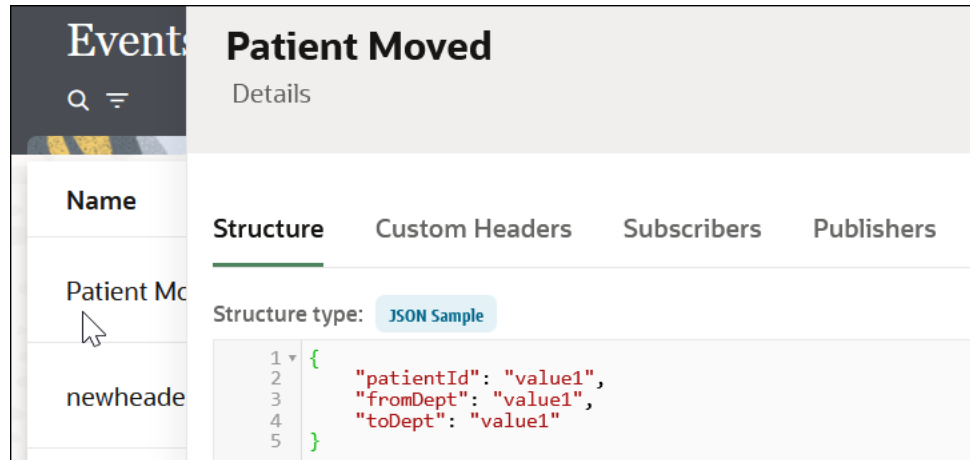 Events
Patient Moved
Details
Name
Structure Custom Headers Subscribers Publishers
Patient Mo
Structure type: JSON Sample
newheade
1 {
2 "patientId": "value1",
3 "fromDept": "value1",
4 "toDept": "value1"
5 }